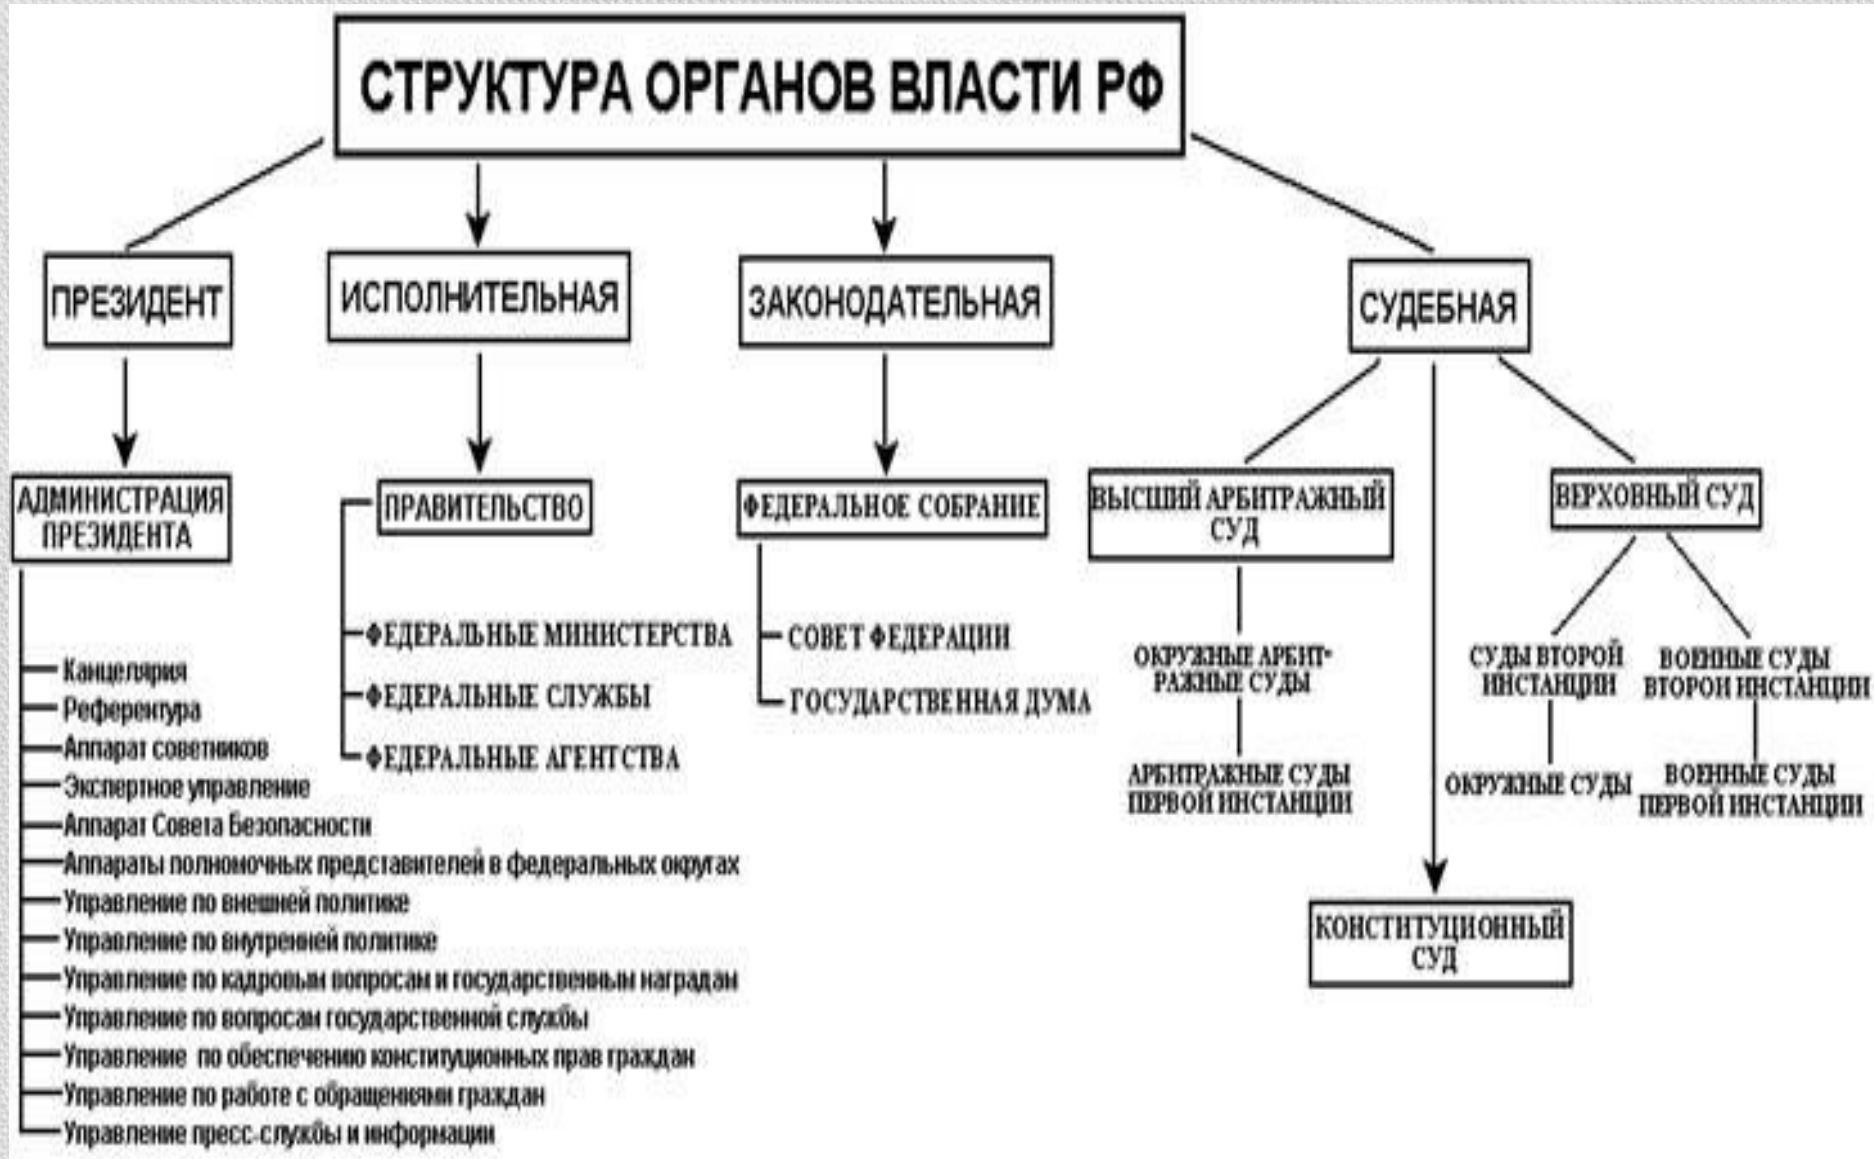 СТРУКТУРА ОРГАНОВ ВЛАСТИ РФ
ПРЕЗИДЕНТ
ИСПОЛНИТЕЛЬНАЯ
ЗАКОНОДАТЕЛЬНАЯ
СУДЕБНАЯ
АДМИНИСТРАЦИЯ
ПРЕЗИДЕНТА
Канцелярия
Референтура
Аппарат советников
Экспертное управление
Аппарат Совета Безопасности
Аппараты полномочных представителей в федеральных округах
Управление по внешней политике
Управление по внутренней политике
Управление по кадровым вопросам и государственным наградам
Управление по вопросам государственной службы
Управление по обеспечению конституционных прав граждан
Управление по работе с обращениями граждан
Управление пресс-службы и информации
ПРАВИТЕЛЬСТВО
ФЕДЕРАЛЬНЫЕ МИНИСТЕРСТВА
ФЕДЕРАЛЬНЫЕ СЛУЖБЫ
ФЕДЕРАЛЬНЫЕ АГЕНТСТВА
ФЕДЕРАЛЬНОЕ СОБРАНИЕ
СОВЕТ ФЕДЕРАЦИИ
ГОСУДАРСТВЕННАЯ ДУМА
ВЫСШИЙ АРБИТРАЖНЫЙ
СУД
ОКРУЖНЫЕ АРБИТ-
РАЖНЫЕ СУДЫ
АРБИТРАЖНЫЕ СУДЫ
ПЕРВОЙ ИНСТАНЦИИ
ВЕРХОВНЫЙ СУД
СУДЫ ВТОРОЙ
ИНСТАНЦИИ
ОКРУЖНЫЕ СУДЫ
ВОЕННЫЕ СУДЫ
ВТОРОЙ ИНСТАНЦИИ
ВОЕННЫЕ СУДЫ
ПЕРВОЙ ИНСТАНЦИИ
КОНСТИТУЦИОННЫЙ
СУД